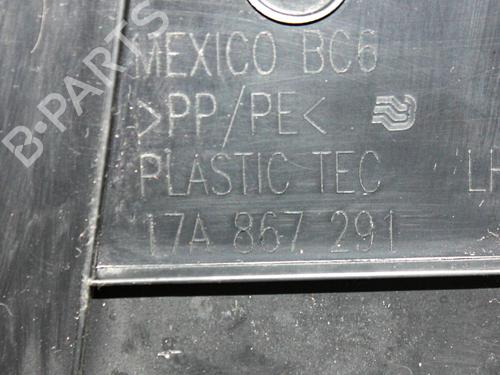 MEXICO BC6
>PP/PE<
PLASTIC TEC
17A 867 291
B-PARTS